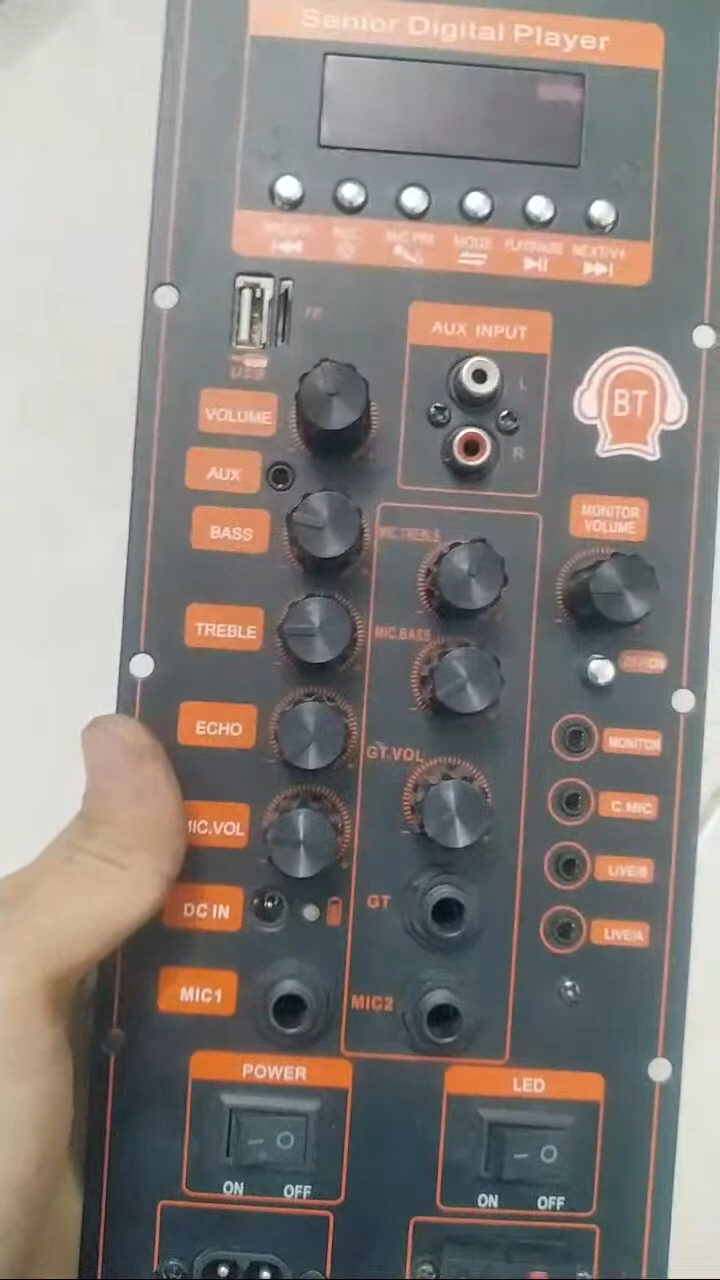 Senior Digital Player
MODE
PLAY/PAUSE
USB
AUX INPUT
L
R
BT
VOLUME
AUX
BASS
MIC.TREBLE
MONITOR
VOLUME
TREBLE
MIC.BASS
ECHO
GT.VOL
MONITOR
MIC.VOL
C.MIC
LIVE/B
DC IN
GT
LIVE/A
MIC1
MIC2
POWER
— O
ON OFF
LED
— O
ON OFF